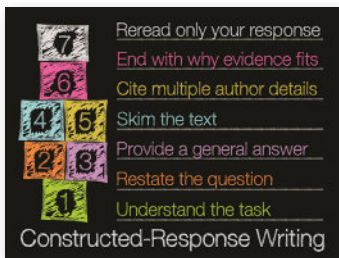 7 Reread only your response
6 End with why evidence fits
Cite multiple author details
4 5 Skim the text
Provide a general answer
2 3 Restate the question
1 Understand the task
Constructed-Response Writing